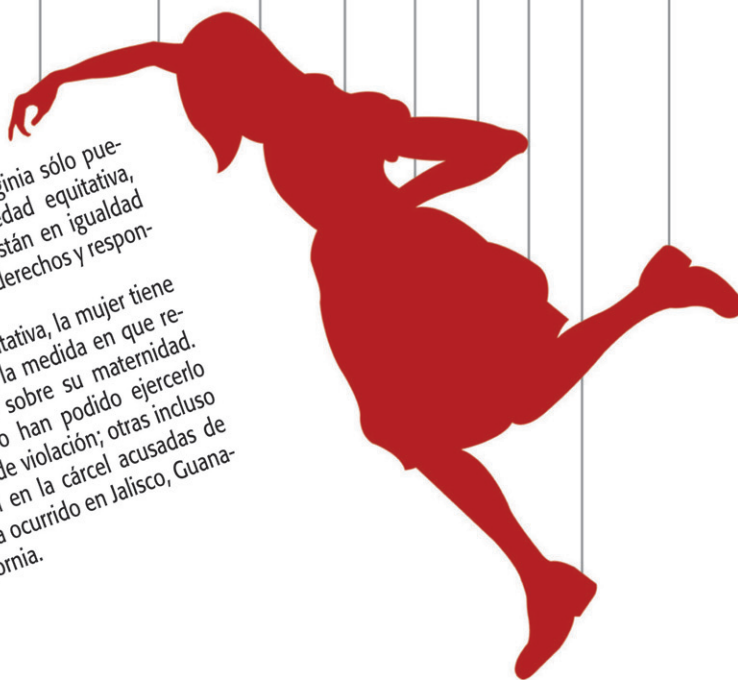 ginia sólo pue-
edad equitativa,
stán en igualdad
derechos y respon-
tativa, la mujer tiene
la medida en que re-
sobre su maternidad.
o han podido ejercerlo
de violación; otras incluso
en la cárcel acusadas de
a ocurrido en Jalisco, Guana-
ornia.